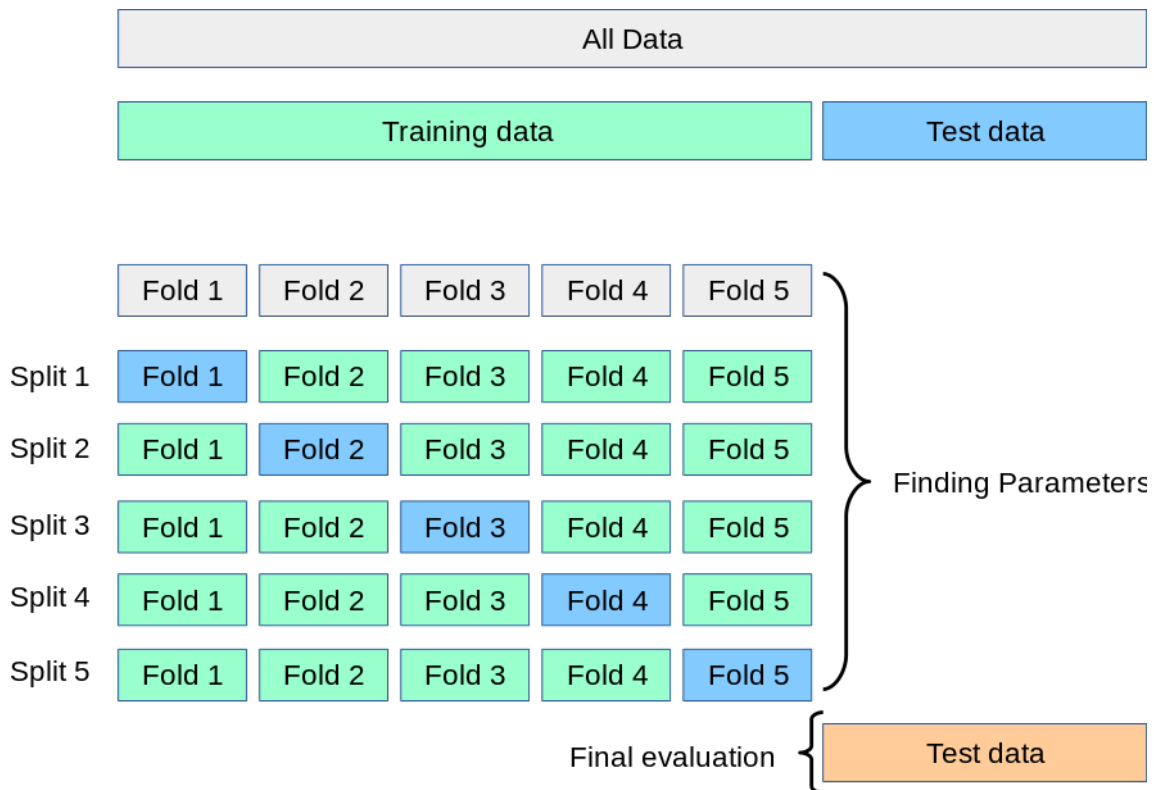 All Data
Training data Test data
Fold 1 Fold 2 Fold 3 Fold 4 Fold 5
Split 1 Fold 1 Fold 2 Fold 3 Fold 4 Fold 5
Split 2 Fold 1 Fold 2 Fold 3 Fold 4 Fold 5
Finding Parameters
Split 3 Fold 1 Fold 2 Fold 3 Fold 4 Fold 5
Split 4 Fold 1 Fold 2 Fold 3 Fold 4 Fold 5
Split 5 Fold 1 Fold 2 Fold 3 Fold 4 Fold 5
Final evaluation Test data